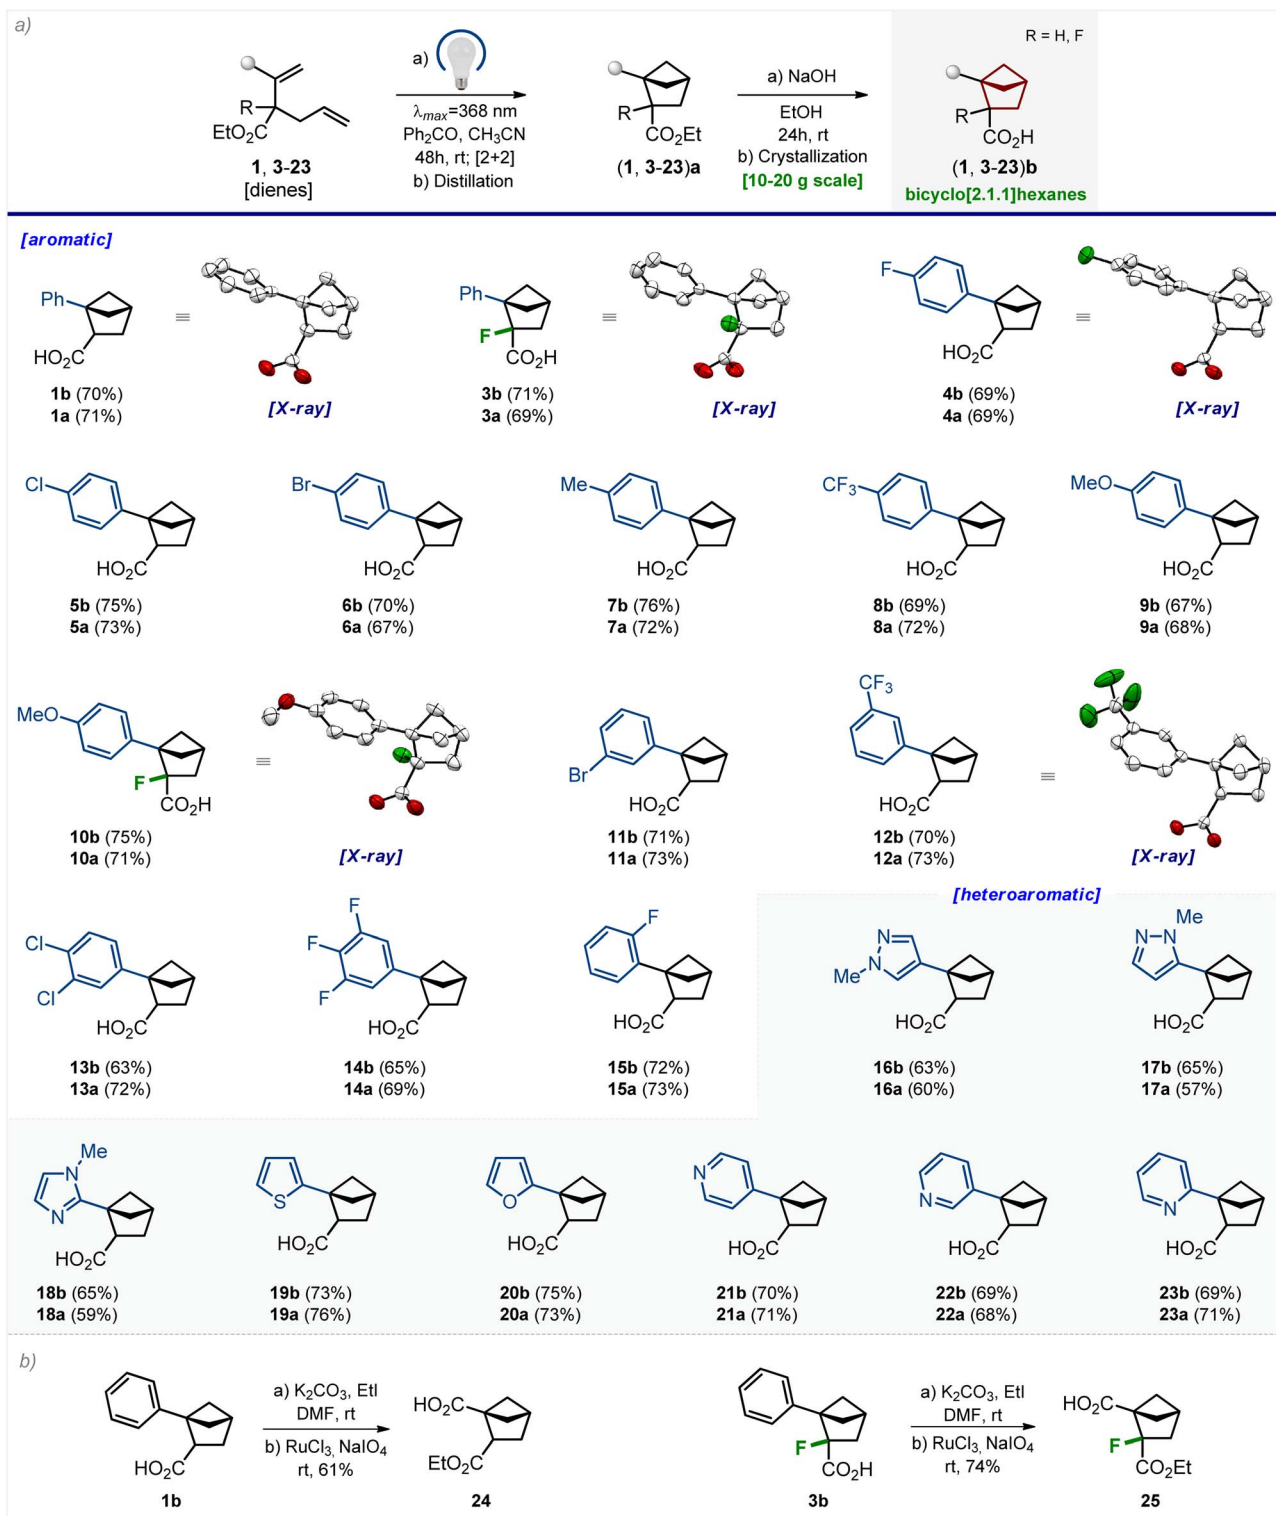 a)
R
EtO₂C
1, 3-23
[dienes]
a)
λmax=368 nm
Ph₂CO, CH₃CN
48h, rt; [2+2]
b) Distillation
R
CO₂Et
(1, 3-23)a
a) NaOH
EtOH
24h, rt
b) Crystallization
[10-20 g scale]
R = H, F
R
CO₂H
(1, 3-23)b
bicyclo[2.1.1]hexanes
[aromatic]
Ph
HO₂C
1b (70%)
1a (71%)
≡
[X-ray]
Ph
F
CO₂H
3b (71%)
3a (69%)
≡
[X-ray]
F
HO₂C
4b (69%)
4a (69%)
≡
[X-ray]
Cl
HO₂C
5b (75%)
5a (73%)
Br
HO₂C
6b (70%)
6a (67%)
Me
HO₂C
7b (76%)
7a (72%)
CF₃
HO₂C
8b (69%)
8a (72%)
MeO
HO₂C
9b (67%)
9a (68%)
MeO
F
CO₂H
10b (75%)
10a (71%)
≡
[X-ray]
Br
HO₂C
11b (71%)
11a (73%)
CF₃
HO₂C
12b (70%)
12a (73%)
≡
[X-ray]
Cl
Cl
HO₂C
13b (63%)
13a (72%)
F
F
F
HO₂C
14b (65%)
14a (69%)
F
HO₂C
15b (72%)
15a (73%)
[heteroaromatic]
N
N
Me
HO₂C
16b (63%)
16a (60%)
Me
N
N
HO₂C
17b (65%)
17a (57%)
Me
N
N
HO₂C
18b (65%)
18a (59%)
S
HO₂C
19b (73%)
19a (76%)
O
HO₂C
20b (75%)
20a (73%)
N
HO₂C
21b (70%)
21a (71%)
N
HO₂C
22b (69%)
22a (68%)
N
HO₂C
23b (69%)
23a (71%)
b)
HO₂C
1b
a) K₂CO₃, EtI
DMF, rt
b) RuCl₃, NaIO₄
rt, 61%
HO₂C
EtO₂C
24
F
CO₂H
3b
a) K₂CO₃, EtI
DMF, rt
b) RuCl₃, NaIO₄
rt, 74%
HO₂C
F
CO₂Et
25